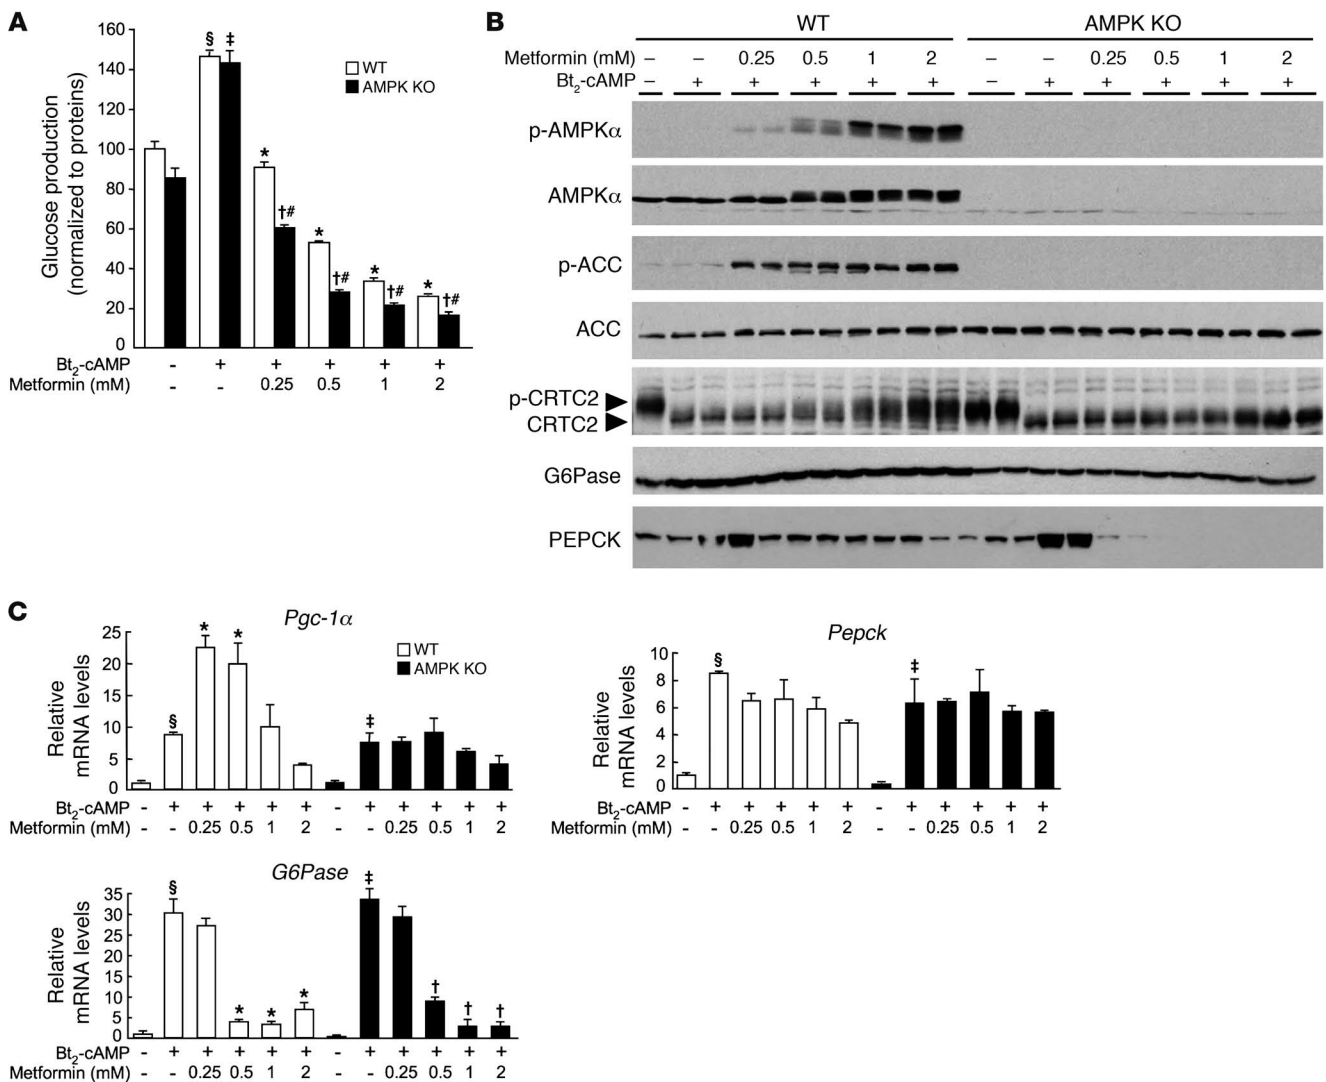 A
160
140
120
100
80
60
40
20
0
Glucose production
(normalized to proteins)
WT
AMPK KO
§ ‡ * †# * †# * †# * †#
Bt2-cAMP - + + + + +
Metformin (mM) - - 0.25 0.5 1 2
B
WT AMPK KO
Metformin (mM) – – 0.25 0.5 1 2 – – 0.25 0.5 1 2
Bt2-cAMP – + + + + + – + + + + +
p-AMPKα
AMPKα
p-ACC
ACC
p-CRTC2
CRTC2
G6Pase
PEPCK
C
Pgc-1α
25
20
15
10
5
0
Relative
mRNA levels
WT
AMPK KO
§ * * ‡
Bt2-cAMP - + + + + + - + + + + +
Metformin (mM) - - 0.25 0.5 1 2 - - 0.25 0.5 1 2
Pepck
10
8
6
4
2
0
Relative
mRNA levels
§ ‡
Bt2-cAMP - + + + + + - + + + + +
Metformin (mM) - - 0.25 0.5 1 2 - - 0.25 0.5 1 2
G6Pase
35
30
25
20
15
10
5
0
Relative
mRNA levels
§ * * * ‡ † † †
Bt2-cAMP - + + + + + - + + + + +
Metformin (mM) - - 0.25 0.5 1 2 - - 0.25 0.5 1 2